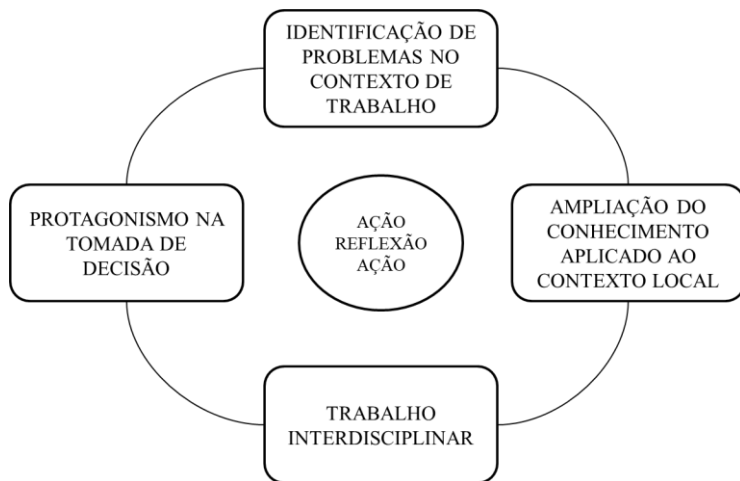 IDENTIFICAÇÃO DE
PROBLEMAS NO
CONTEXTO DE
TRABALHO
PROTAGONISMO NA
TOMADA DE
DECISÃO
AÇÃO
REFLEXÃO
AÇÃO
AMPLIAÇÃO DO
CONHECIMENTO
APLICADO AO
CONTEXTO LOCAL
TRABALHO
INTERDISCIPLINAR